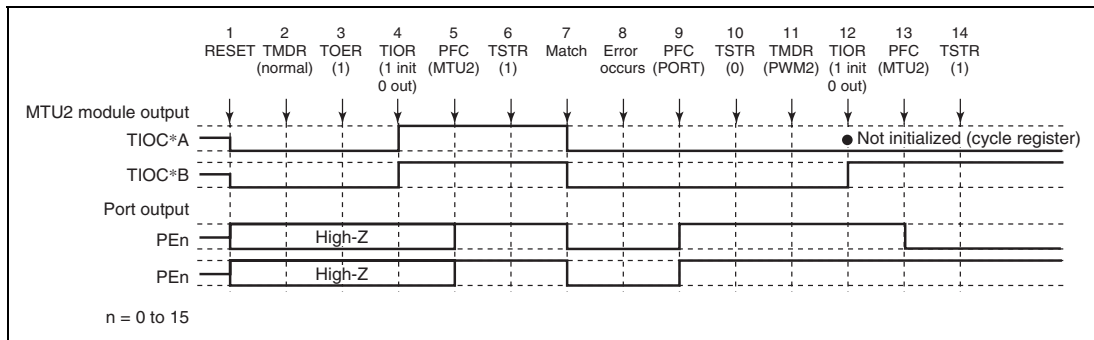 1 2 3 4 5 6 7 8 9 10 11 12 13 14
RESET TMDR TOER TIOR PFC TSTR Match Error PFC TSTR TMDR TIOR PFC TSTR
(normal) (1) (1 init (MTU2) (1) occurs (PORT) (0) (PWM2) (1 init (MTU2) (1)
0 out) 0 out)
MTU2 module output
TIOC*A
● Not initialized (cycle register)
TIOC*B
Port output
PEn
High-Z
PEn
High-Z
n = 0 to 15